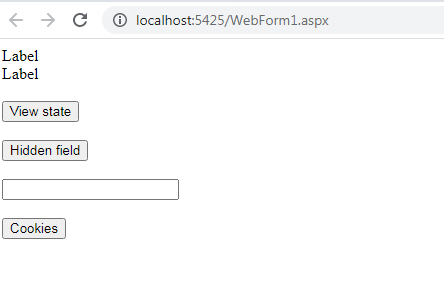 localhost:5425/WebForm1.aspx
Label
Label
View state
Hidden field
Cookies